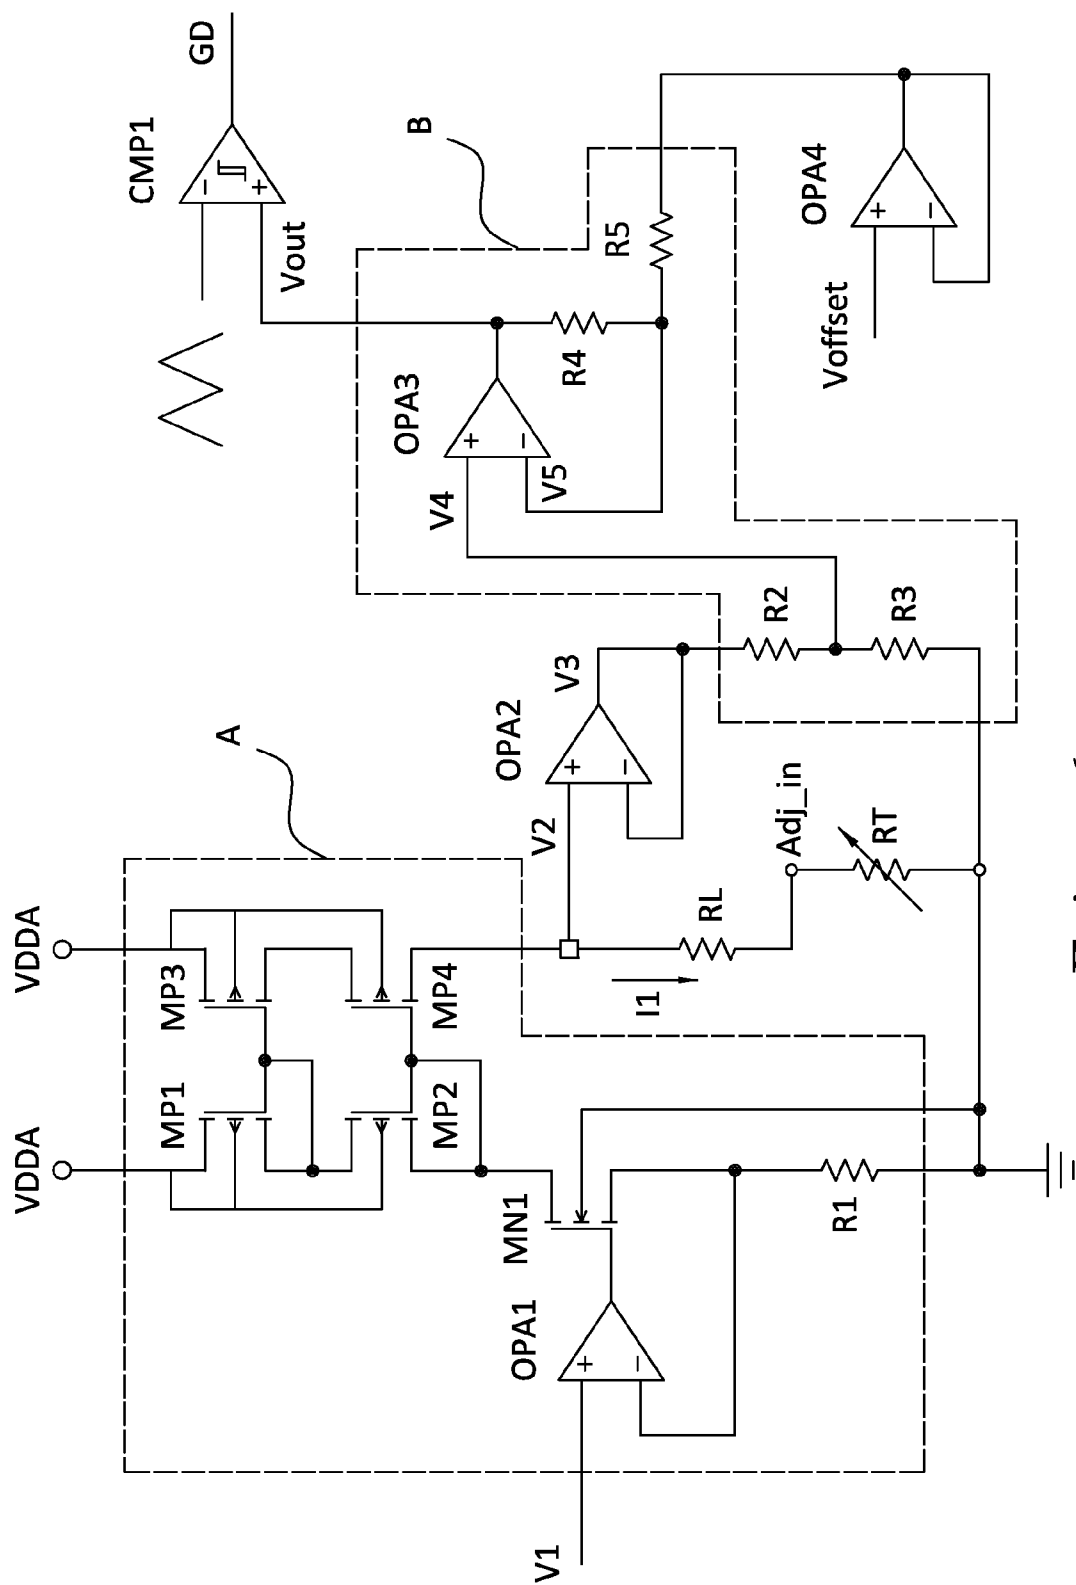 VDDA
VDDA
A
MP1
MP3
MP2
MP4
MN1
OPA1
+
−
V1
R1
I1
RL
Adj_in
RT
V2
OPA2
+
−
V3
R2
R3
B
V4
V5
OPA3
+
−
R4
R5
Vout
CMP1
−
+
GD
Voffset
OPA4
+
−